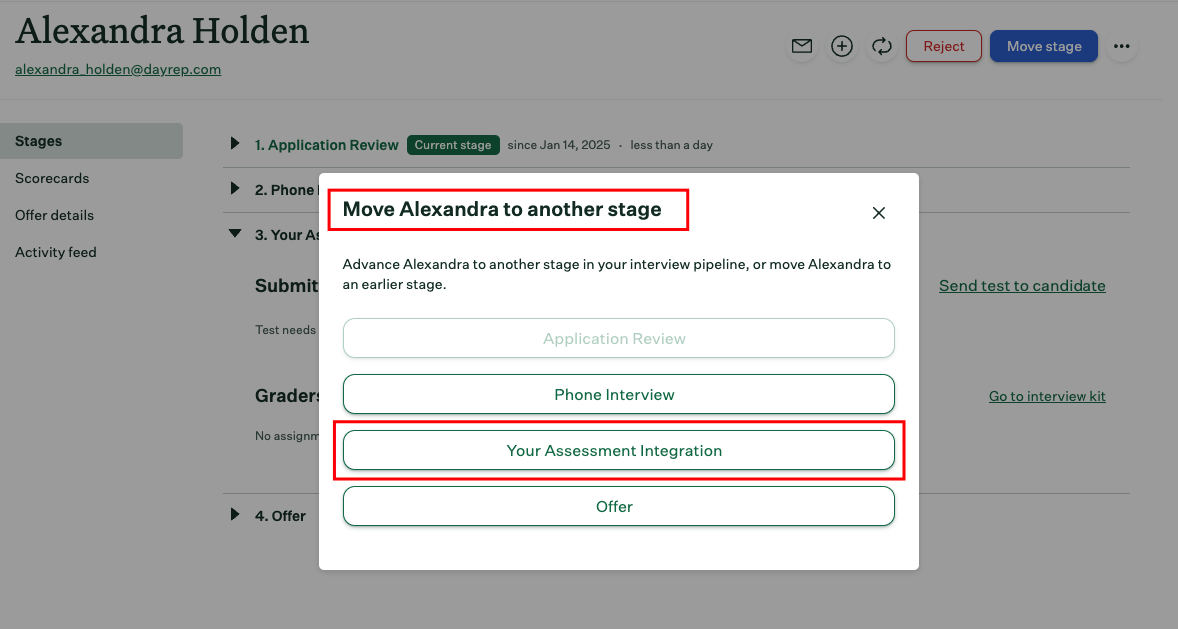 Alexandra Holden
alexandra_holden@dayrep.com
Reject
Move stage
Stages
Scorecards
Offer details
Activity feed
1. Application Review Current stage since Jan 14, 2025 · less than a day
2. Phone
3. Your As
Submit
Send test to candidate
Test needs
Graders
Go to interview kit
No assignm
4. Offer
Move Alexandra to another stage
Advance Alexandra to another stage in your interview pipeline, or move Alexandra to
an earlier stage.
Application Review
Phone Interview
Your Assessment Integration
Offer